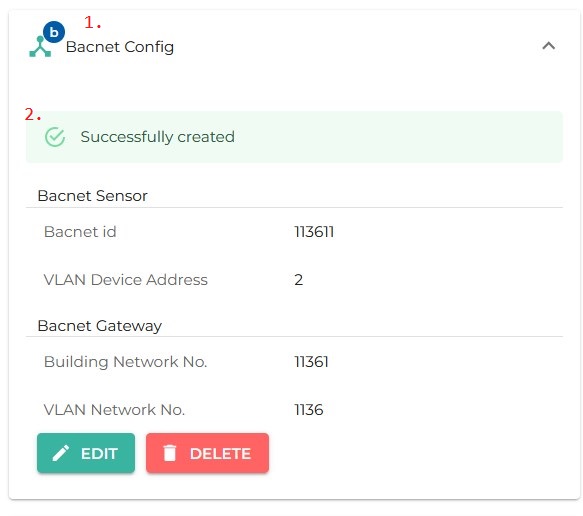 1.
b
Bacnet Config
2.
Successfully created
Bacnet Sensor
Bacnet id 113611
VLAN Device Address 2
Bacnet Gateway
Building Network No. 11361
VLAN Network No. 1136
EDIT DELETE